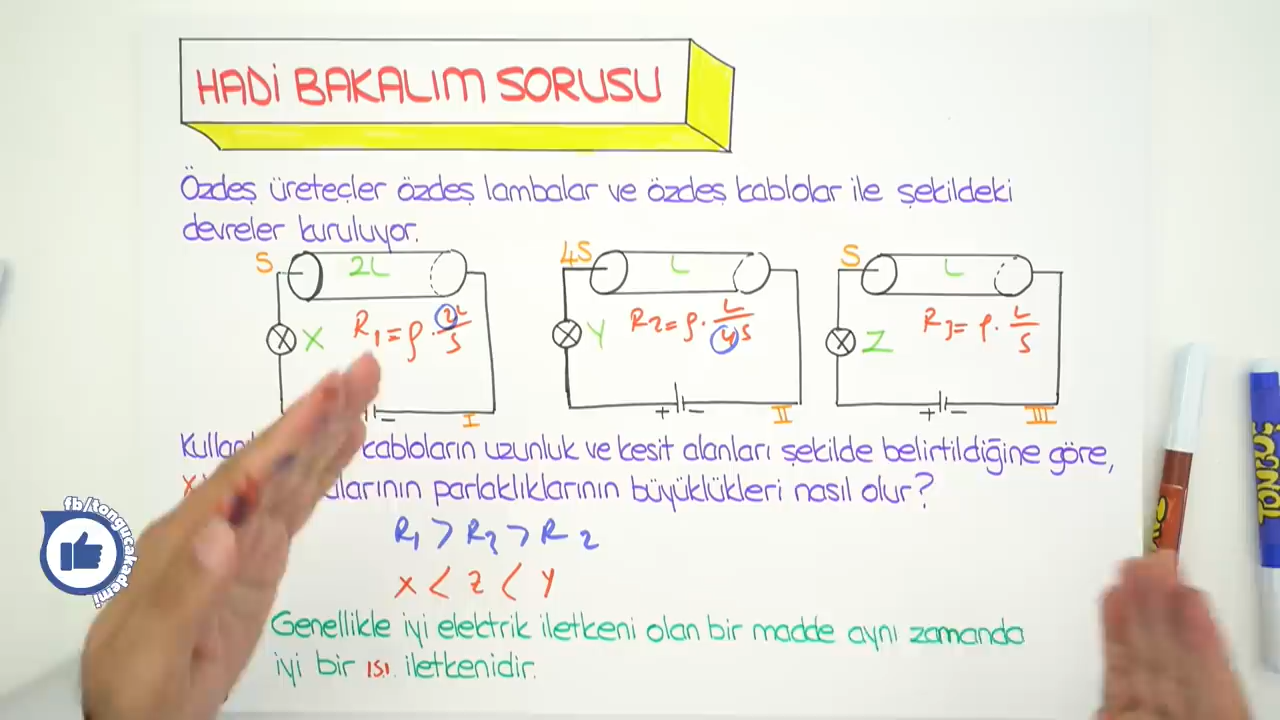 HADİ BAKALIM SORUSU
Özdeş üreteçler özdeş lambalar ve özdeş kablolar ile şekildeki
devreler kuruluyor.
S 2L 4S L S L
X R1 = ρ · 2L/S Y R2 = ρ · L/4S Z R3 = ρ · L/S
- I + - II + - III
kabloların uzunluk ve kesit alanları şekilde belirtildiğine göre,
parlaklıklarının büyüklükleri nasıl olur?
R1 > R3 > R2
X < Z < Y
Genellikle iyi elektrik iletkeni olan bir madde aynı zamanda
iyi bir ısı iletkenidir.
fb/tongucakademi